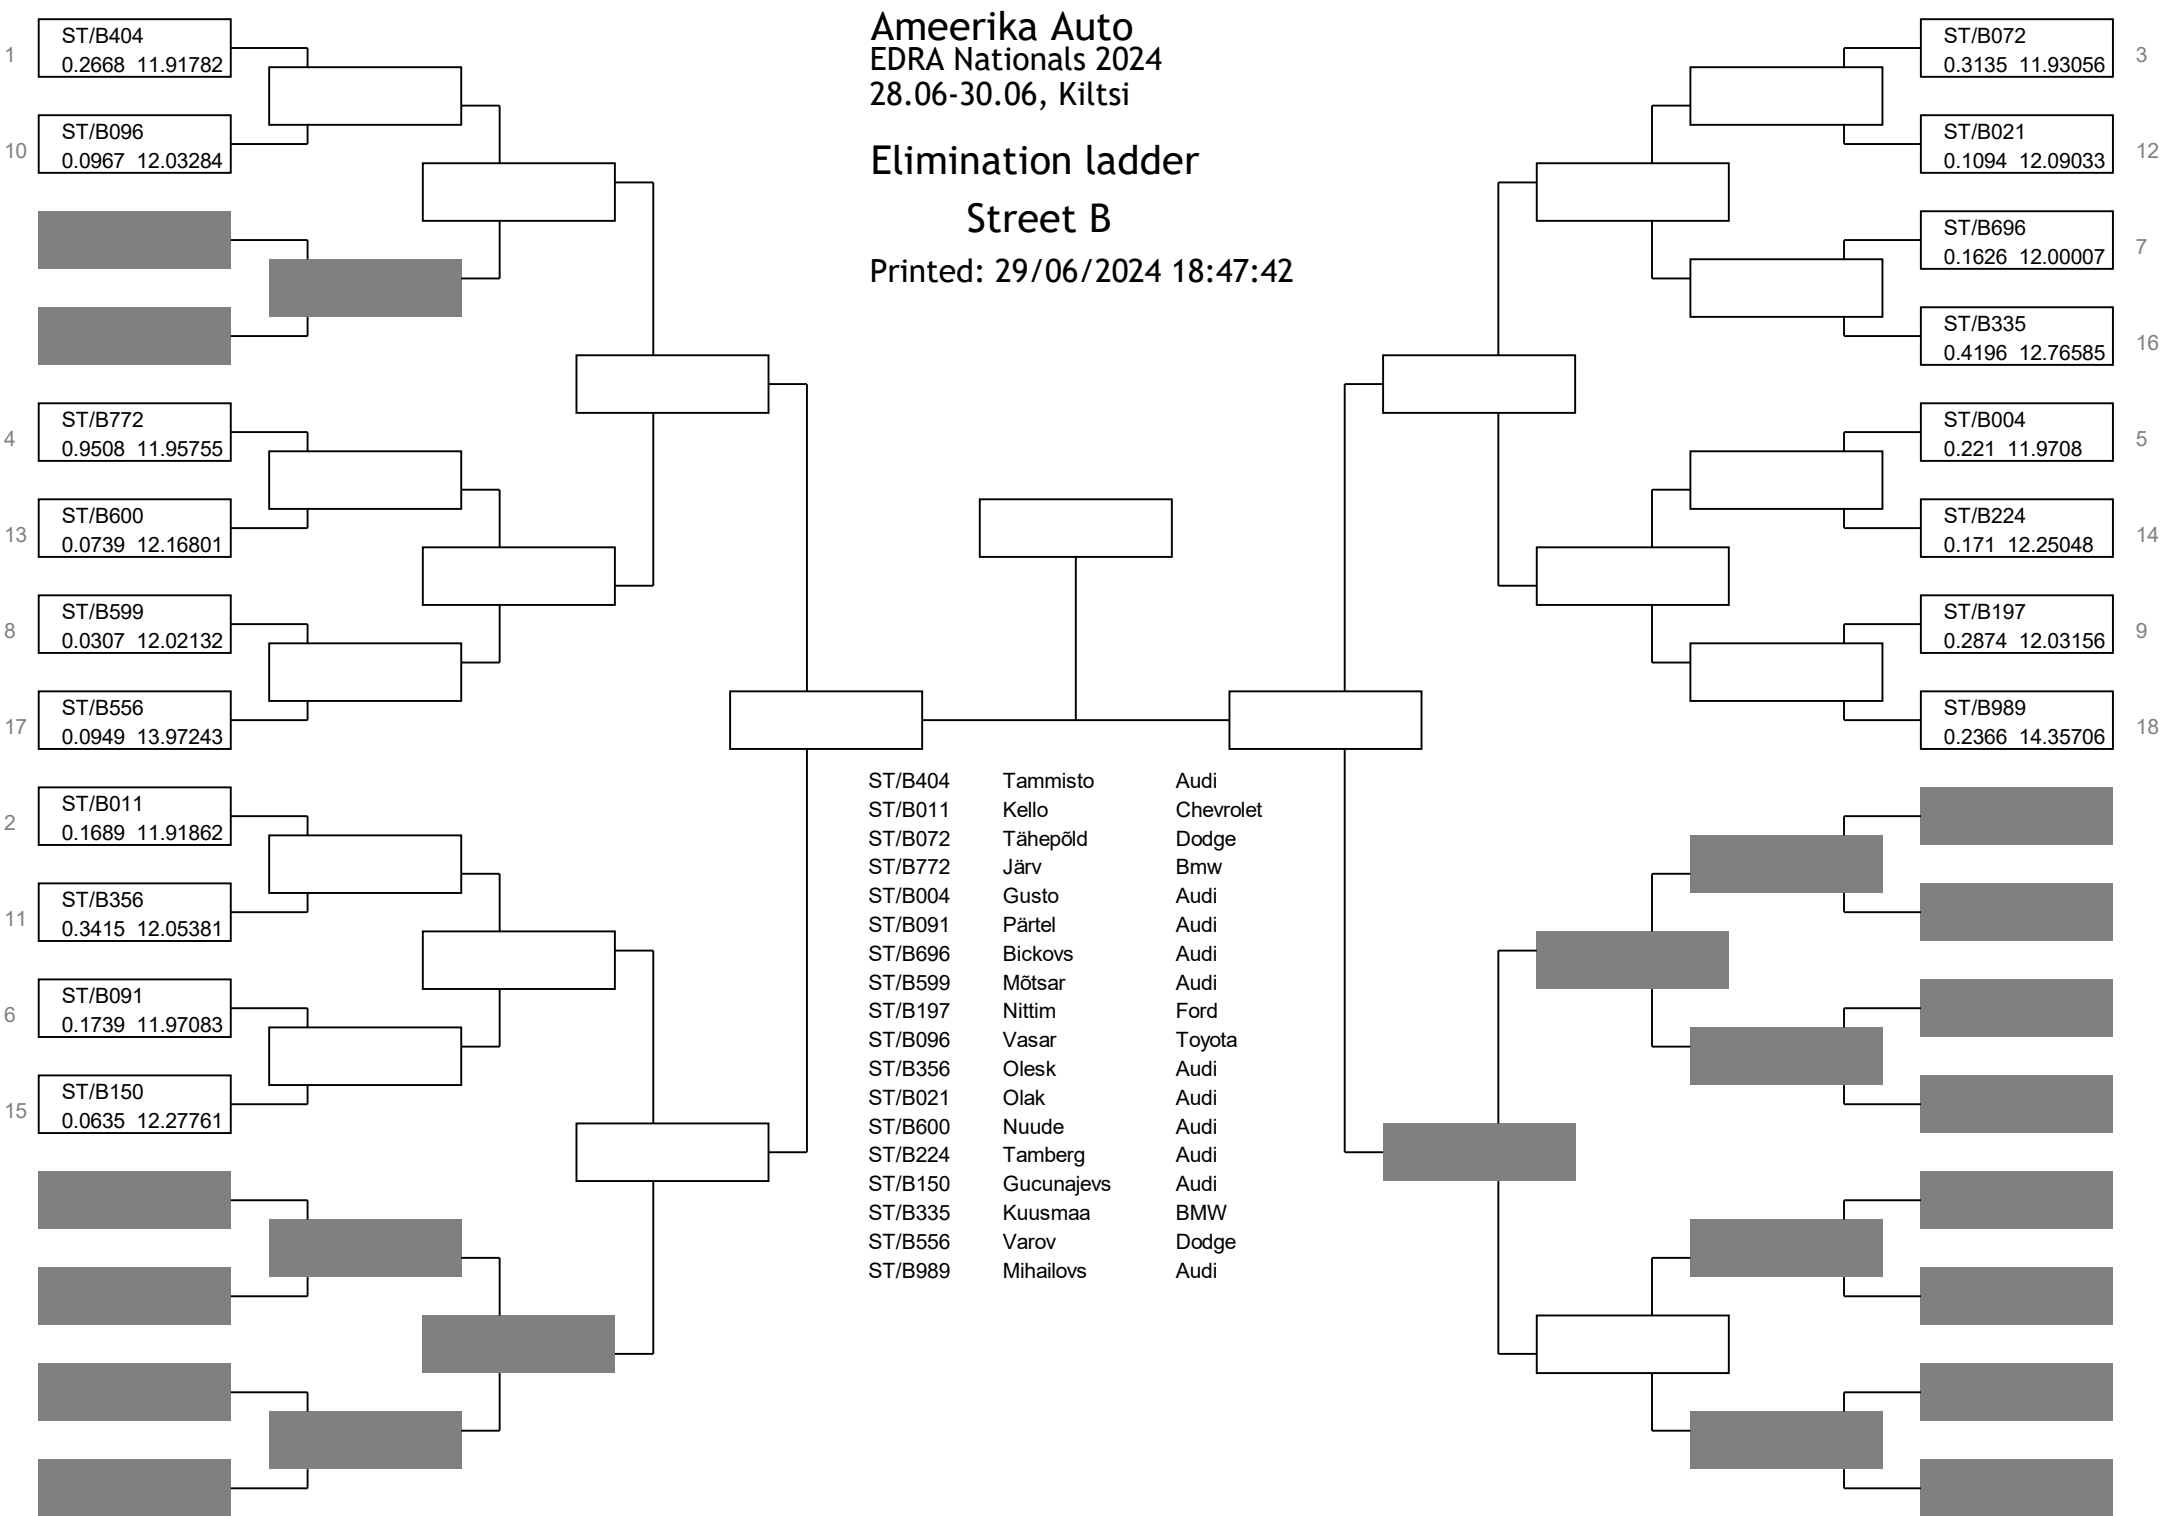 Ameerika Auto
EDRA Nationals 2024
28.06-30.06, Kiltsi
Elimination ladder
Street B
Printed: 29/06/2024 18:47:42
1
ST/B404
0.2668 11.91782
10
ST/B096
0.0967 12.03284
4
ST/B772
0.9508 11.95755
13
ST/B600
0.0739 12.16801
8
ST/B599
0.0307 12.02132
17
ST/B556
0.0949 13.97243
2
ST/B011
0.1689 11.91862
11
ST/B356
0.3415 12.05381
6
ST/B091
0.1739 11.97083
15
ST/B150
0.0635 12.27761
ST/B072
0.3135 11.93056
3
ST/B021
0.1094 12.09033
12
ST/B696
0.1626 12.00007
7
ST/B335
0.4196 12.76585
16
ST/B004
0.221 11.9708
5
ST/B224
0.171 12.25048
14
ST/B197
0.2874 12.03156
9
ST/B989
0.2366 14.35706
18
ST/B404 Tammisto Audi
ST/B011 Kello Chevrolet
ST/B072 Tähepõld Dodge
ST/B772 Järv Bmw
ST/B004 Gusto Audi
ST/B091 Pärtel Audi
ST/B696 Bickovs Audi
ST/B599 Mõtsar Audi
ST/B197 Nittim Ford
ST/B096 Vasar Toyota
ST/B356 Olesk Audi
ST/B021 Olak Audi
ST/B600 Nuude Audi
ST/B224 Tamberg Audi
ST/B150 Gucunajevs Audi
ST/B335 Kuusmaa BMW
ST/B556 Varov Dodge
ST/B989 Mihailovs Audi